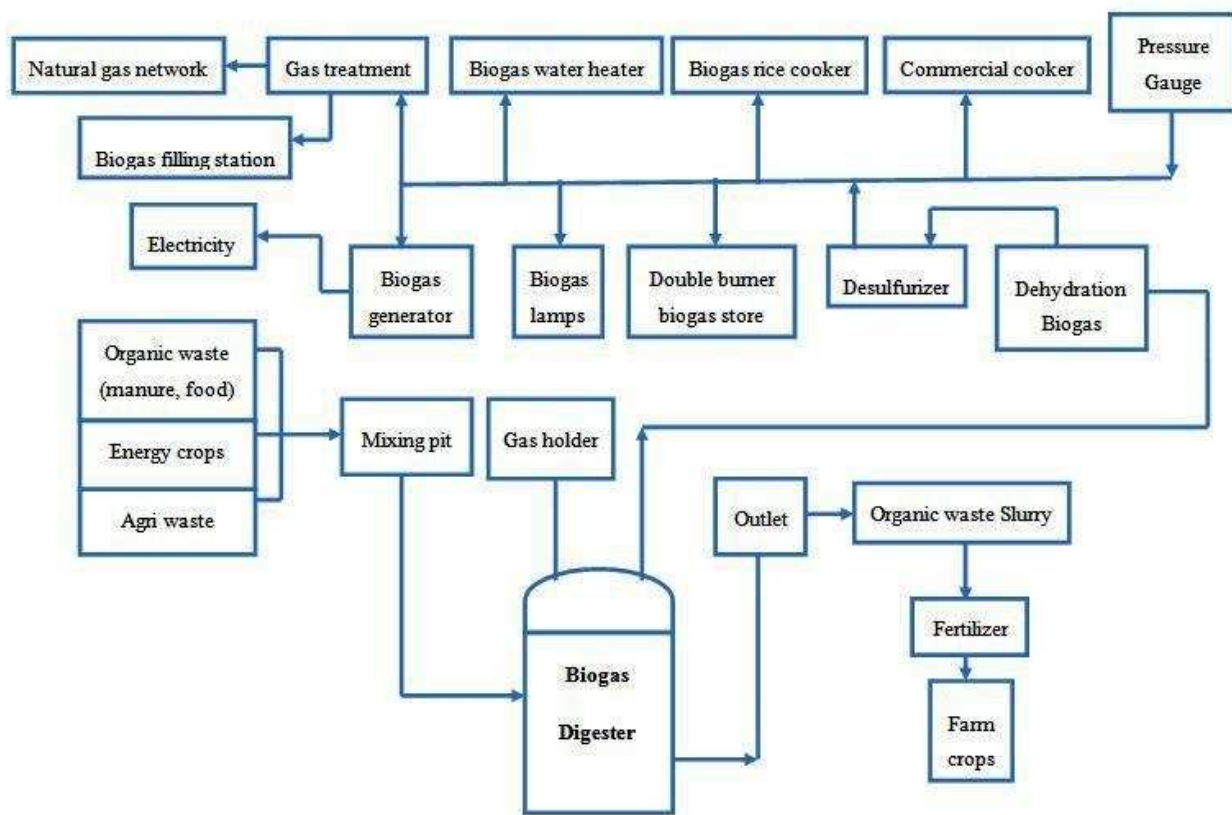 Natural gas network
Gas treatment
Biogas water heater
Biogas rice cooker
Commercial cooker
Pressure
Gauge
Biogas filling station
Electricity
Biogas
generator
Biogas
lamps
Double burner
biogas store
Desulfurizer
Dehydration
Biogas
Organic waste
(manure, food)
Energy crops
Agri waste
Mixing pit
Gas holder
Outlet
Organic waste Slurry
Fertilizer
Farm
crops
Biogas
Digester